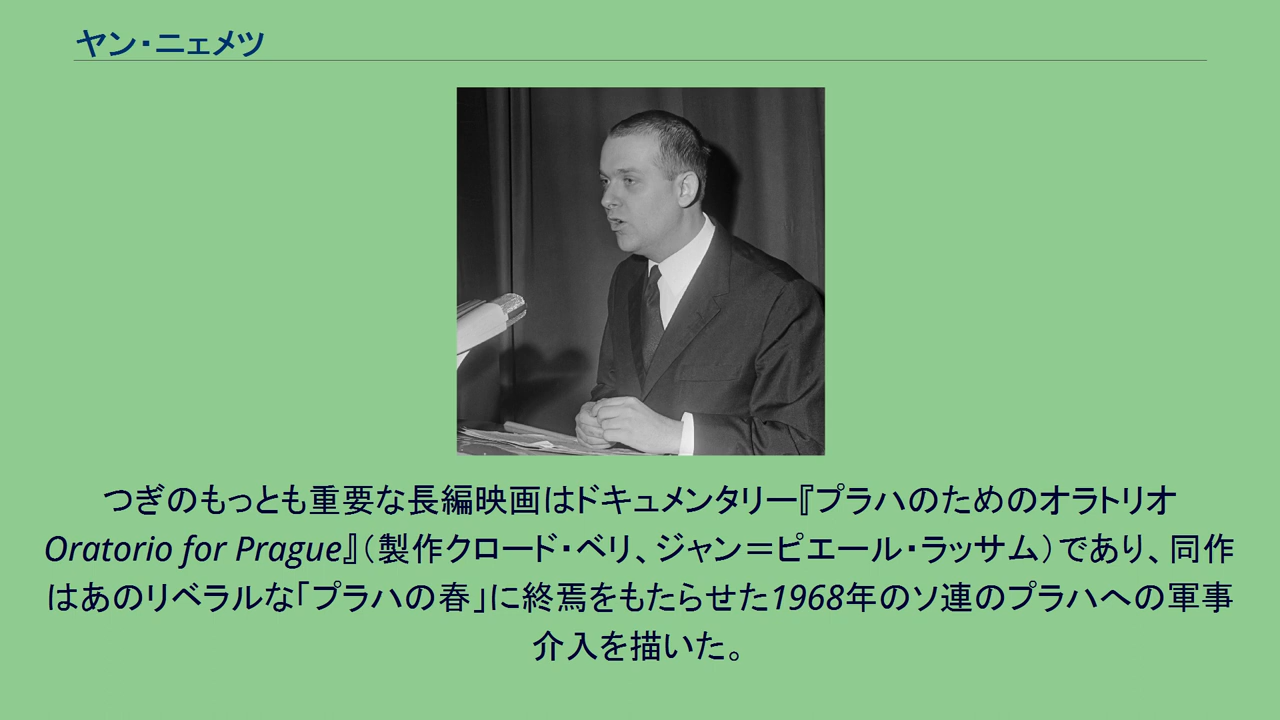 ヤン・ニェメツ
つぎのもっとも重要な長編映画はドキュメンタリー『プラハのためのオラトリオ
Oratorio for Prague』（製作クロード・ベリ、ジャン＝ピエール・ラッサム）であり、同作
はあのリベラルな「プラハの春」に終焉をもたらせた1968年のソ連のプラハへの軍事
介入を描いた。